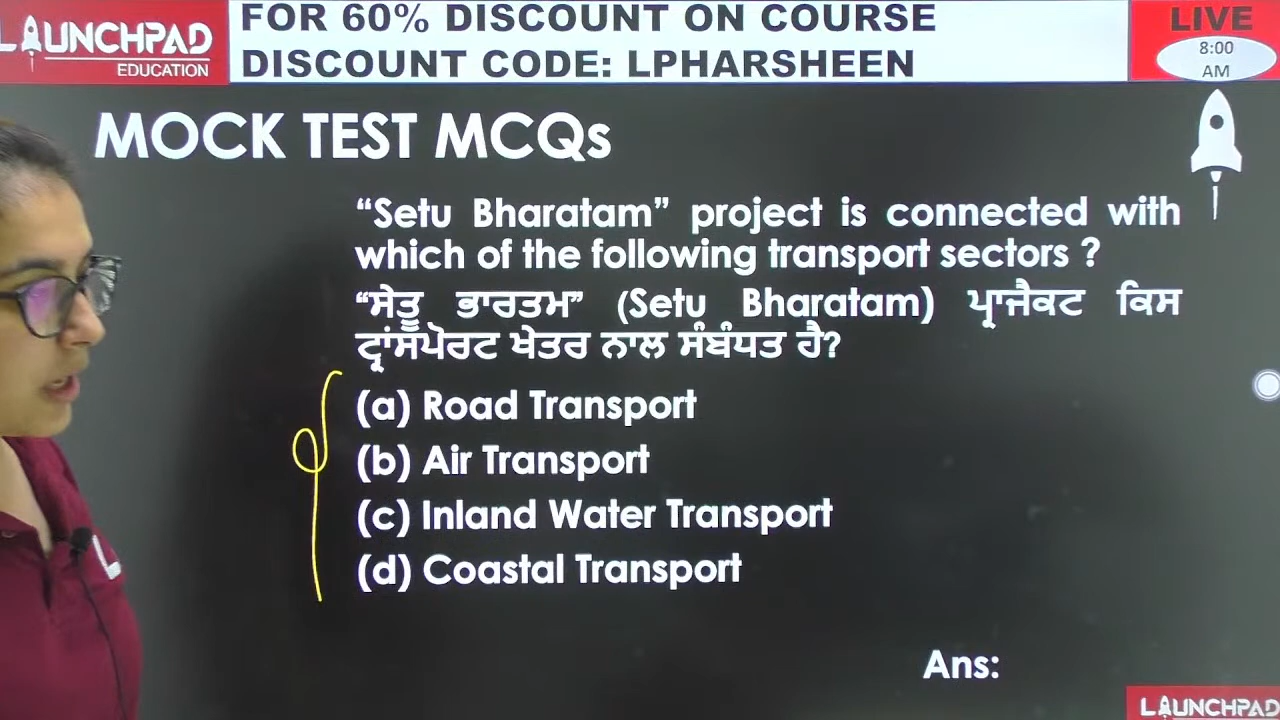 LAUNCHPAD
EDUCATION
FOR 60% DISCOUNT ON COURSE
DISCOUNT CODE: LPHARSHEEN
LIVE
8:00
AM
MOCK TEST MCQs
“Setu Bharatam” project is connected with
which of the following transport sectors ?
“ਸੇਤੂ ਭਾਰਤਮ” (Setu Bharatam) ਪ੍ਰਾਜੈਕਟ ਕਿਸ
ਟ੍ਰਾਂਸਪੋਰਟ ਖੇਤਰ ਨਾਲ ਸੰਬੰਧਤ ਹੈ?
(a) Road Transport
(b) Air Transport
(c) Inland Water Transport
(d) Coastal Transport
Ans:
LAUNCHPAD